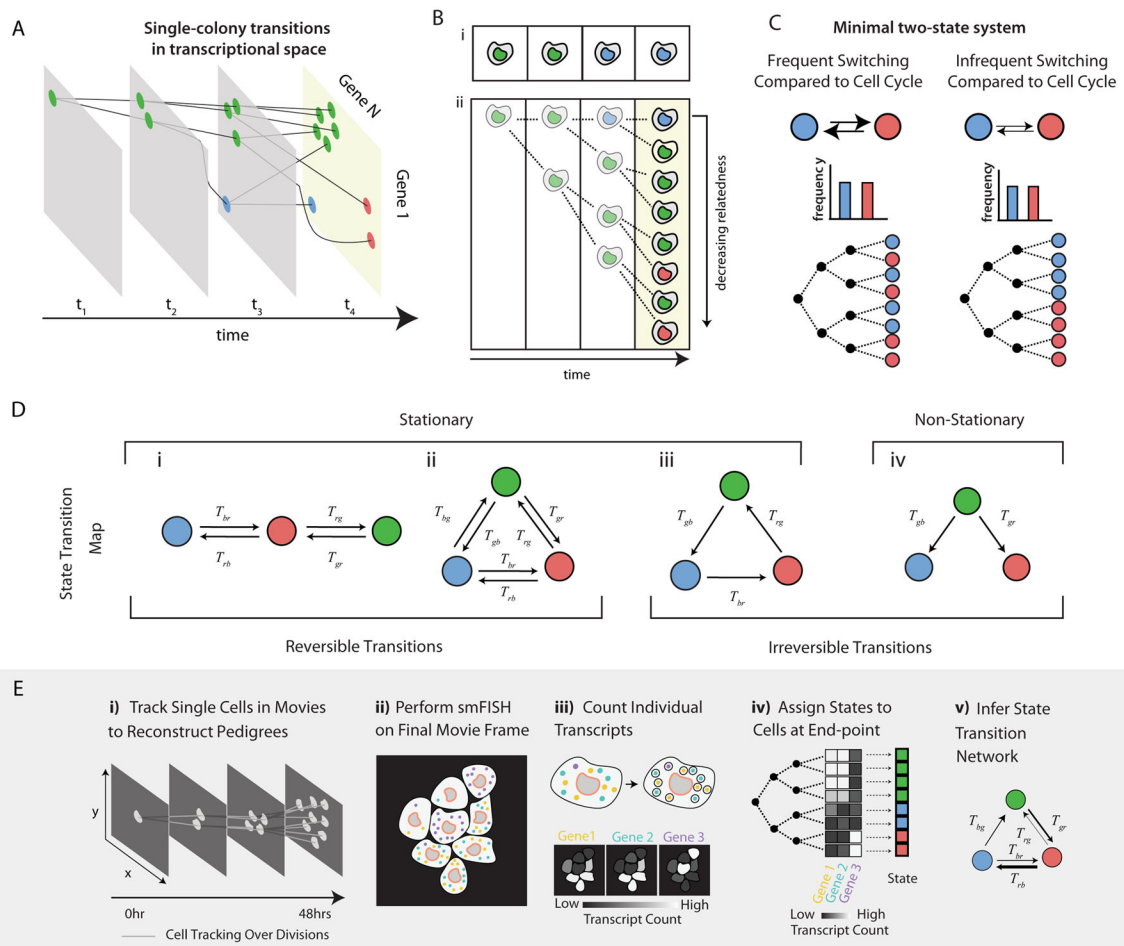 A
Single-colony transitions
in transcriptional space
Gene N
Gene 1
t1
t2
t3
t4
time
B
i
ii
decreasing relatedness
time
C
Minimal two-state system
Frequent Switching
Compared to Cell Cycle
Infrequent Switching
Compared to Cell Cycle
frequency
frequency
D
Stationary
Non-Stationary
State Transition
Map
i
Tbr
Trb
Trg
Tgr
ii
Tbg
Tgb
Trg
Tgr
Tbr
Trb
iii
Tgb
Trg
Tbr
iv
Tgb
Tgr
Reversible Transitions
Irreversible Transitions
E
i) Track Single Cells in Movies
to Reconstruct Pedigrees
y
x
0hr
48hrs
Cell Tracking Over Divisions
ii) Perform smFISH
on Final Movie Frame
iii) Count Individual
Transcripts
Gene1
Gene 2
Gene 3
Low
High
Transcript Count
iv) Assign States to
Cells at End-point
Gene 1
Gene 2
Gene 3
State
Low
High
Transcript Count
v) Infer State
Transition
Network
Tbg
Trg
Tgr
Tbr
Trb